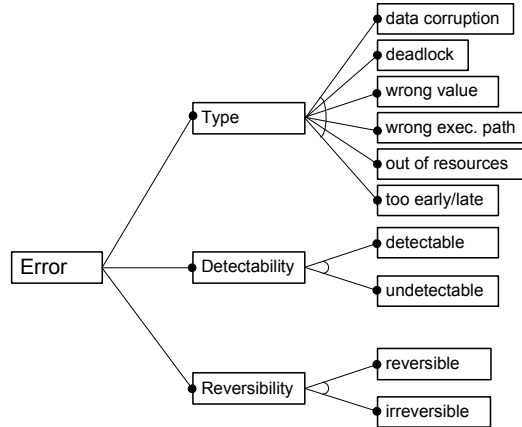 data corruption
deadlock
wrong value
Type
wrong exec. path
out of resources
too early/late
Error
Detectability
detectable
undetectable
Reversibility
reversible
irreversible